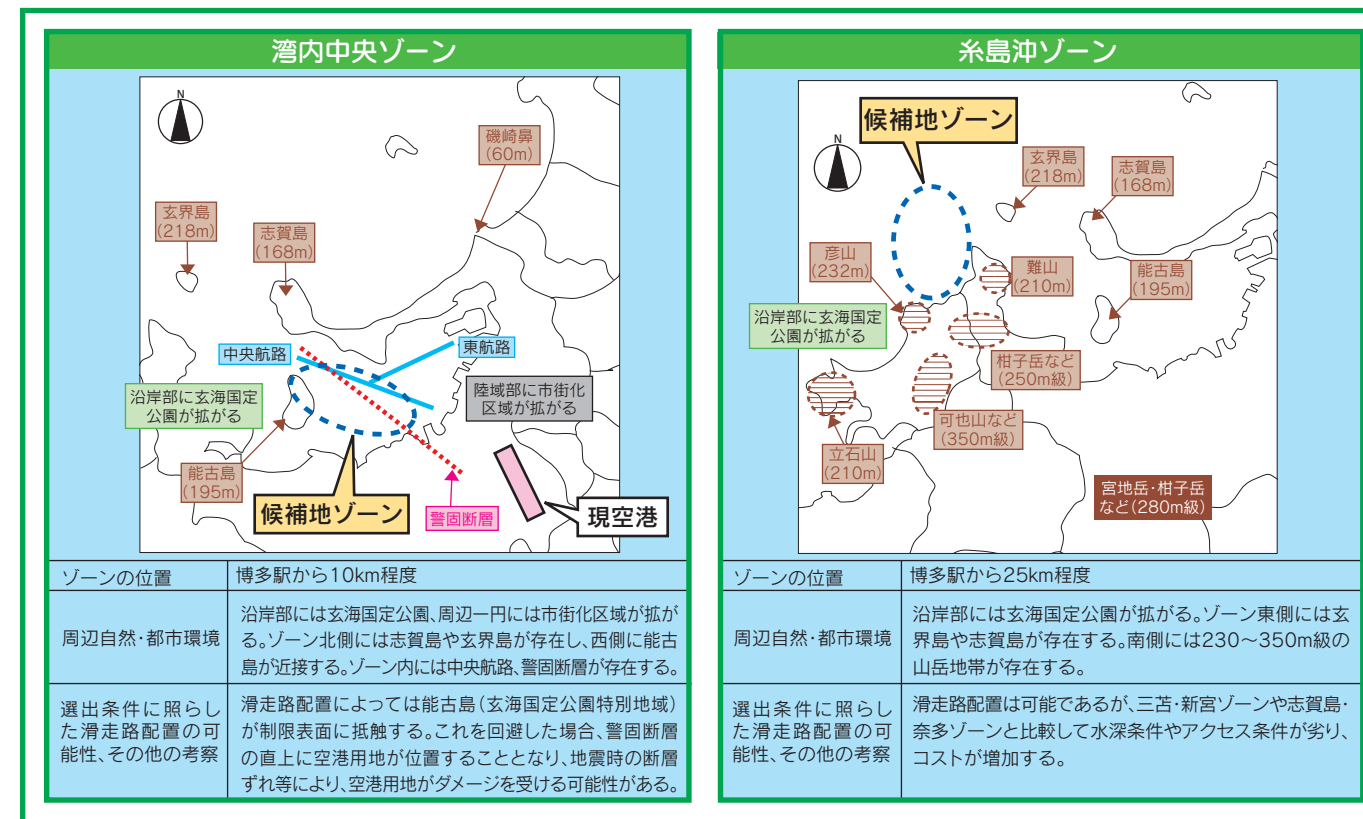 湾内中央ゾーン
N
磯崎鼻
(60m)
玄界島
(218m)
志賀島
(168m)
中央航路
東航路
沿岸部に玄海国定
公園が拡がる
陸域部に市街化
区域が拡がる
能古島
(195m)
候補地ゾーン
警固断層
現空港
ゾーンの位置
博多駅から10km程度
周辺自然・都市環境
沿岸部には玄海国定公園、周辺一円には市街化区域が拡が
る。ゾーン北側には志賀島や玄界島が存在し、西側に能古
島が近接する。ゾーン内には中央航路、警固断層が存在する。
選出条件に照らし
た滑走路配置の可
能性、その他の考察
滑走路配置によっては能古島(玄海国定公園特別地域)
が制限表面に抵触する。これを回避した場合、警固断層
の直上に空港用地が位置することとなり、地震時の断層
ずれ等により、空港用地がダメージを受ける可能性がある。
糸島沖ゾーン
候補地ゾーン
N
玄界島
(218m)
志賀島
(168m)
彦山
(232m)
難山
(210m)
能古島
(195m)
沿岸部に玄海国定
公園が拡がる
柑子岳など
(250m級)
可也山など
(350m級)
立石山
(210m)
宮地岳・柑子岳
など(280m級)
ゾーンの位置
博多駅から25km程度
周辺自然・都市環境
沿岸部には玄海国定公園が拡がる。ゾーン東側には玄
界島や志賀島が存在する。南側には230〜350m級の
山岳地帯が存在する。
選出条件に照らし
た滑走路配置の可
能性、その他の考察
滑走路配置は可能であるが、三苫・新宮ゾーンや志賀島・
奈多ゾーンと比較して水深条件やアクセス条件が劣り、
コストが増加する。